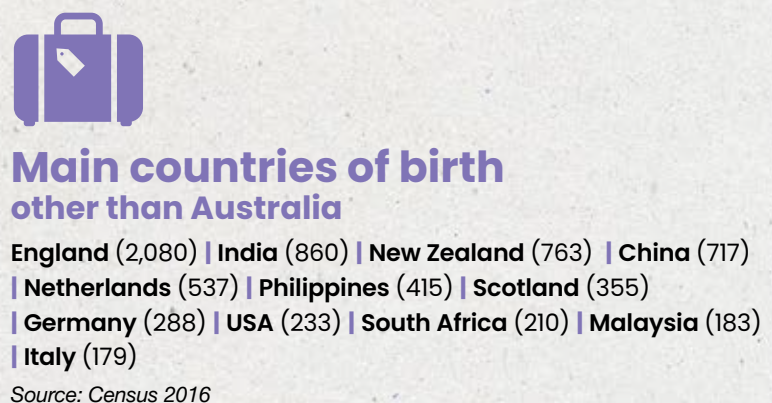 Main countries of birth
other than Australia
England (2,080) | India (860) | New Zealand (763) | China (717)
| Netherlands (537) | Philippines (415) | Scotland (355)
| Germany (288) | USA (233) | South Africa (210) | Malaysia (183)
| Italy (179)
Source: Census 2016